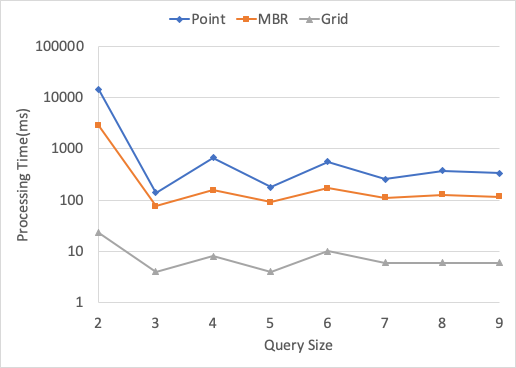 Point MBR Grid
100000
10000
1000
100
10
1
Processing Time(ms)
2 3 4 5 6 7 8 9
Query Size